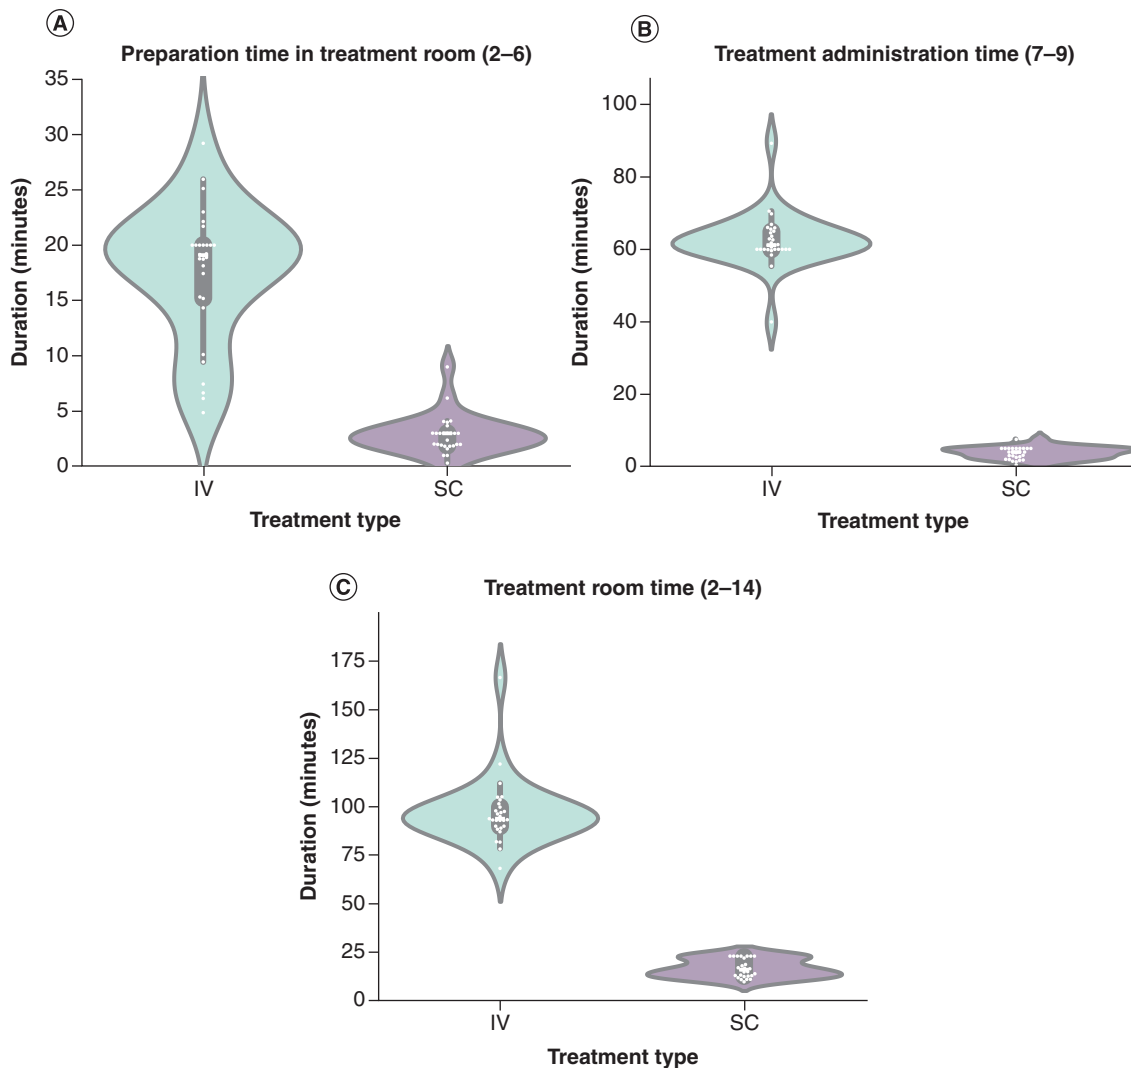 A
Preparation time in treatment room (2–6)
35
30
25
20
15
10
5
0
Duration (minutes)
IV
SC
Treatment type
B
Treatment administration time (7–9)
100
80
60
40
20
0
Duration (minutes)
IV
SC
Treatment type
C
Treatment room time (2–14)
175
150
125
100
75
50
25
0
Duration (minutes)
IV
SC
Treatment type